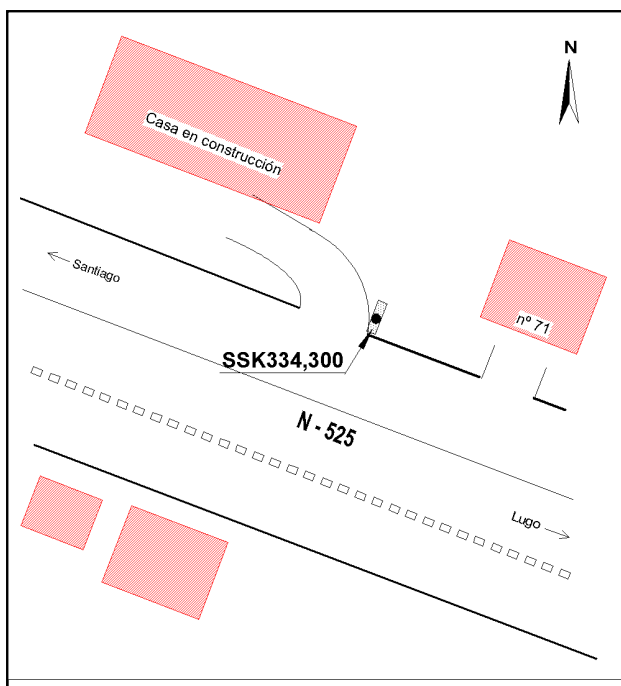 N
Casa en construcción
Santiago
nº 71
SSK334,300
N - 525
Lugo